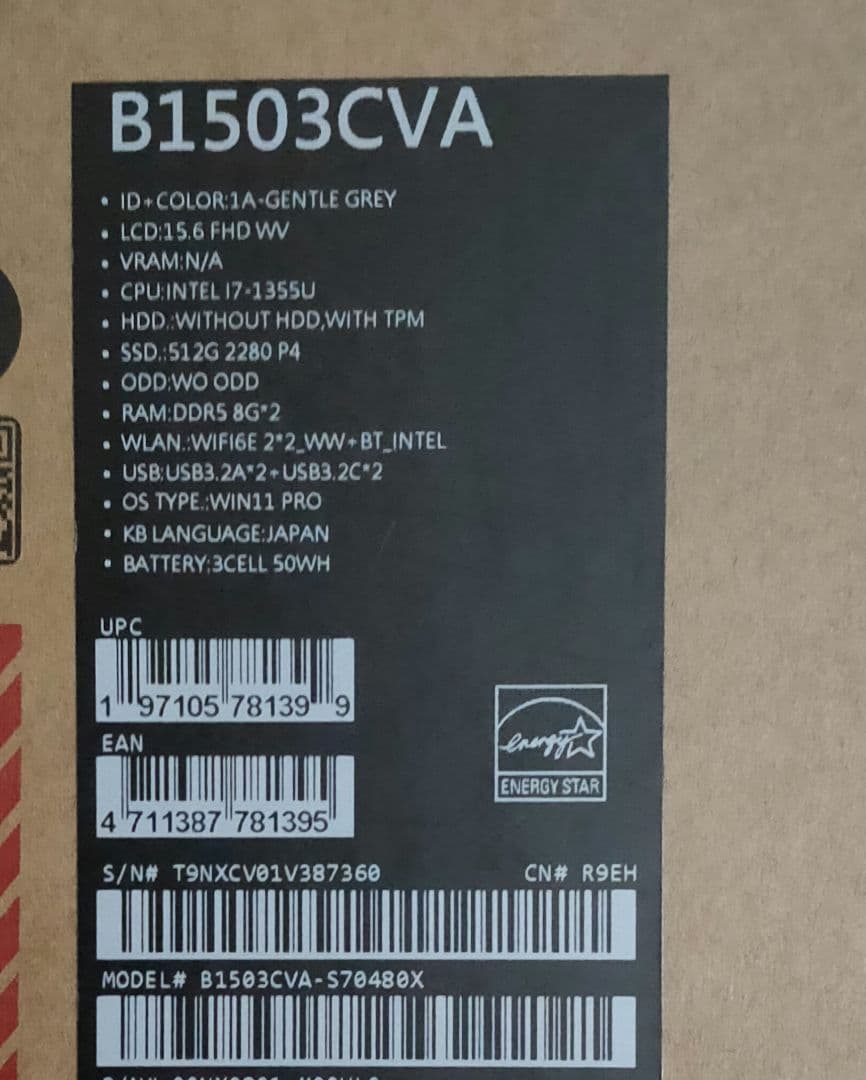 B1503CVA
• ID+COLOR:1A-GENTLE GREY
• LCD:15.6 FHD WV
• VRAM:N/A
• CPU:INTEL I7-1355U
• HDD.:WITHOUT HDD,WITH TPM
• SSD.:512G 2280 P4
• ODD:WO ODD
• RAM:DDR5 8G*2
• WLAN.:WIFI6E 2*2_WW+BT_INTEL
• USB:USB3.2A*2+USB3.2C*2
• OS TYPE.:WIN11 PRO
• KB LANGUAGE:JAPAN
• BATTERY:3CELL 50WH
UPC
1 97105 78139 9
EAN
4 711387 781395
energy
ENERGY STAR
S/N# T9NXCV01V387360 CN# R9EH
MODEL# B1503CVA-S70480X